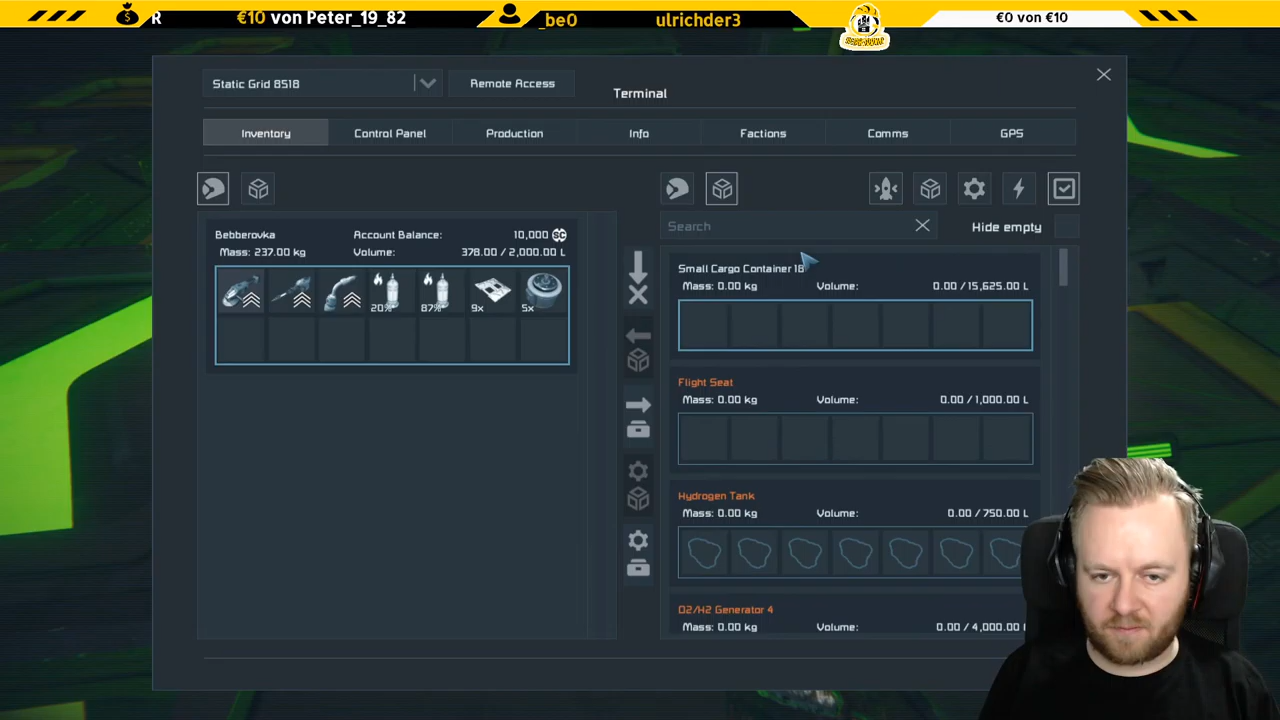 R
€10 von Peter_19_82
_be0
ulrichder3
€0 von €10
Static Grid 8518
Remote Access
Terminal
Inventory
Control Panel
Production
Info
Factions
Comms
GPS
Search
Hide empty
Bebberovka
Account Balance:
10,000 SC
Mass: 237.00 kg
Volume:
378.00 / 2,000.00 L
20%
87%
9x
5x
Small Cargo Container 18
Mass: 0.00 kg
Volume:
0.00 / 15,625.00 L
Flight Seat
Mass: 0.00 kg
Volume:
0.00 / 1,000.00 L
Hydrogen Tank
Mass: 0.00 kg
Volume:
0.00 / 750.00 L
O2/H2 Generator 4
Mass: 0.00 kg
Volume:
0.00 / 4,000.00 L